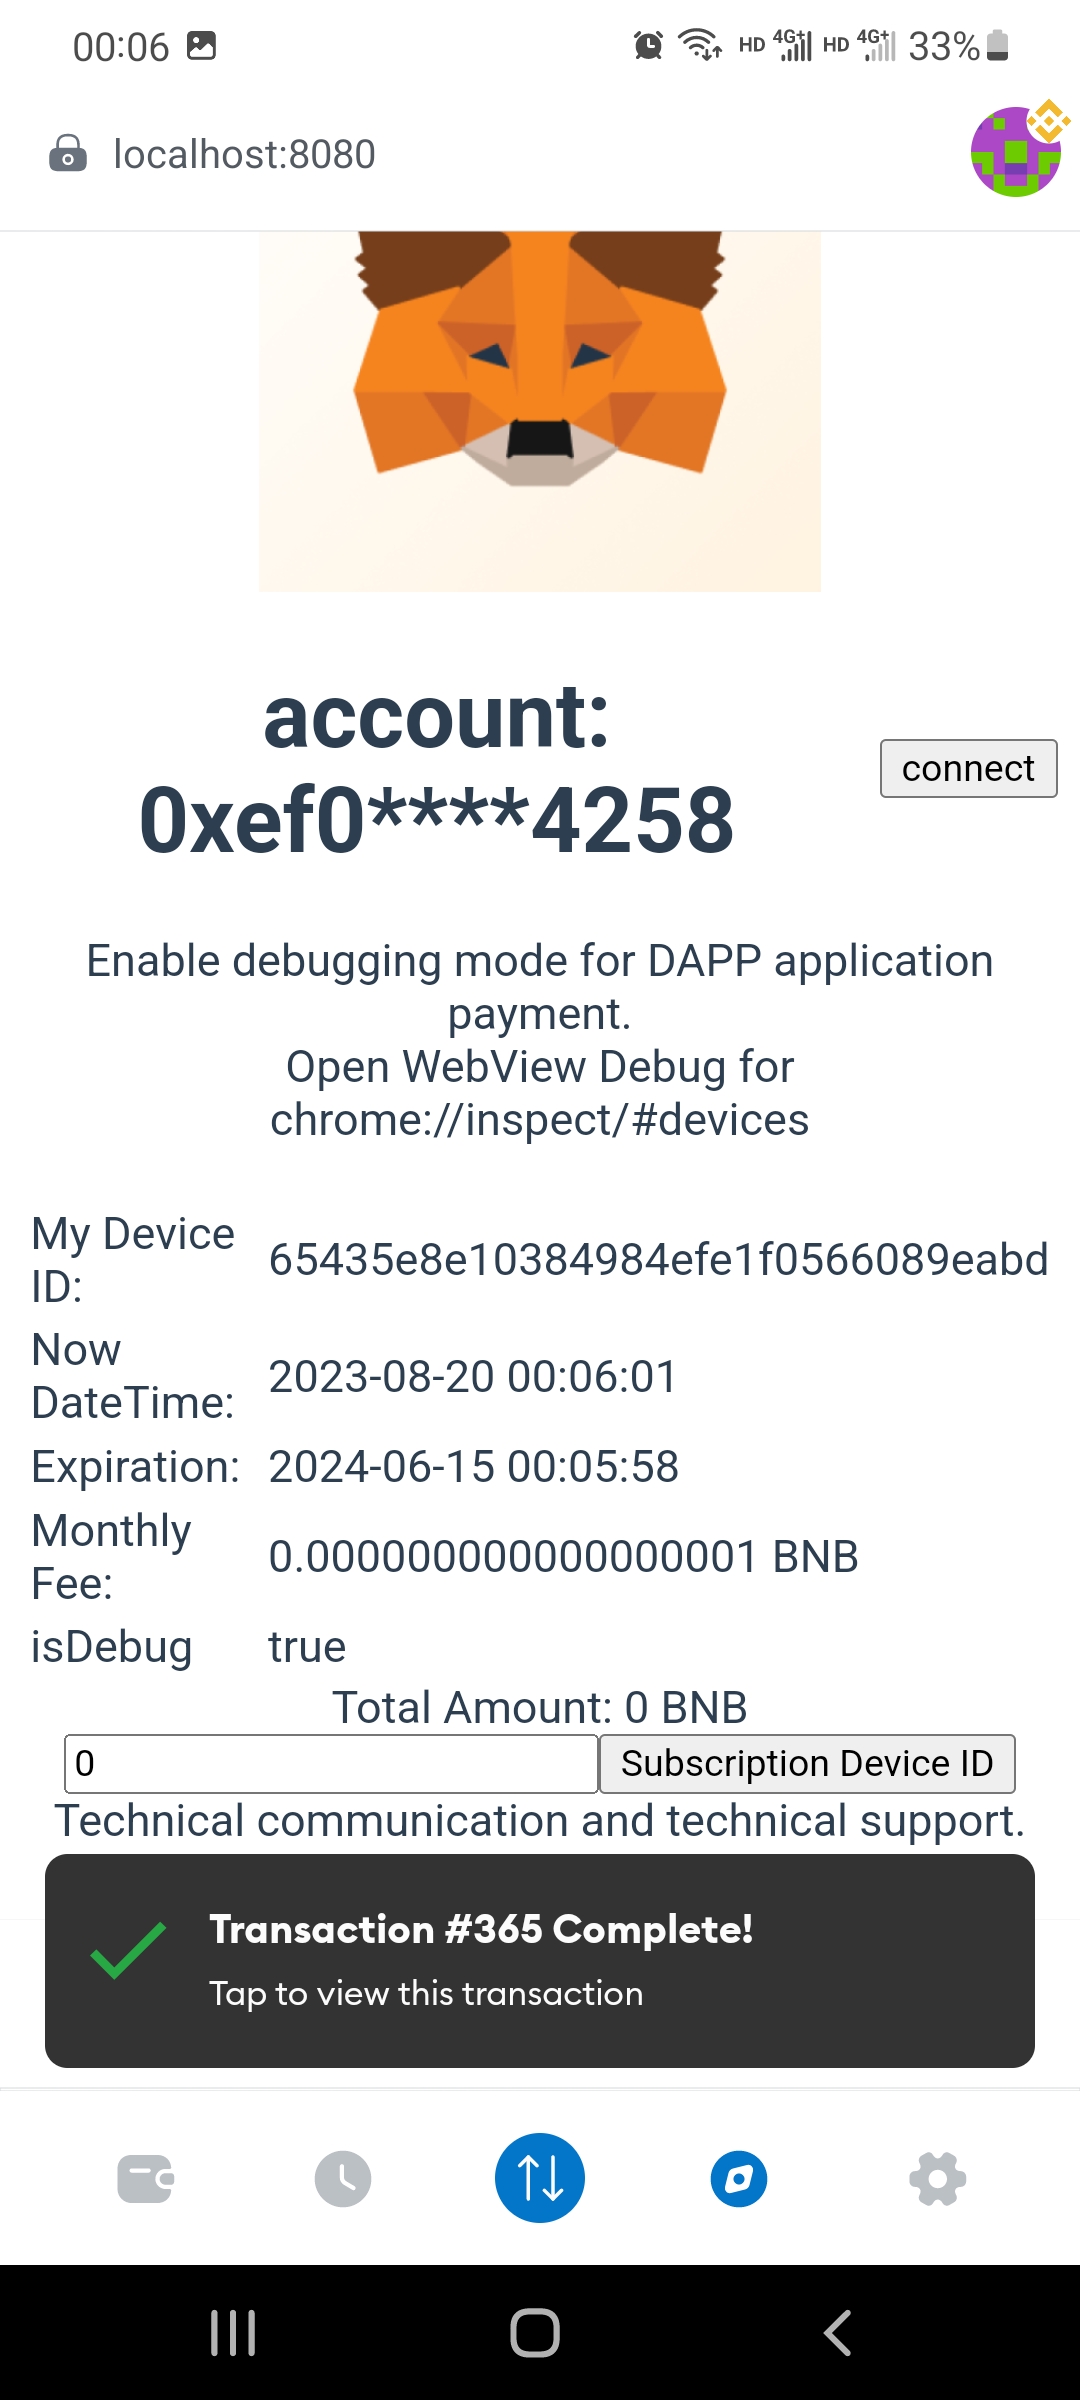 00:06
HD 4G+ HD 4G+ 33%
localhost:8080
account:
0xef0****4258
connect
Enable debugging mode for DAPP application
payment.
Open WebView Debug for
chrome://inspect/#devices
My Device
ID:
65435e8e10384984efe1f0566089eabd
Now
DateTime:
2023-08-20 00:06:01
Expiration: 2024-06-15 00:05:58
Monthly
Fee:
0.000000000000000001 BNB
isDebug true
Total Amount: 0 BNB
0 Subscription Device ID
Technical communication and technical support.
Transaction #365 Complete!
Tap to view this transaction